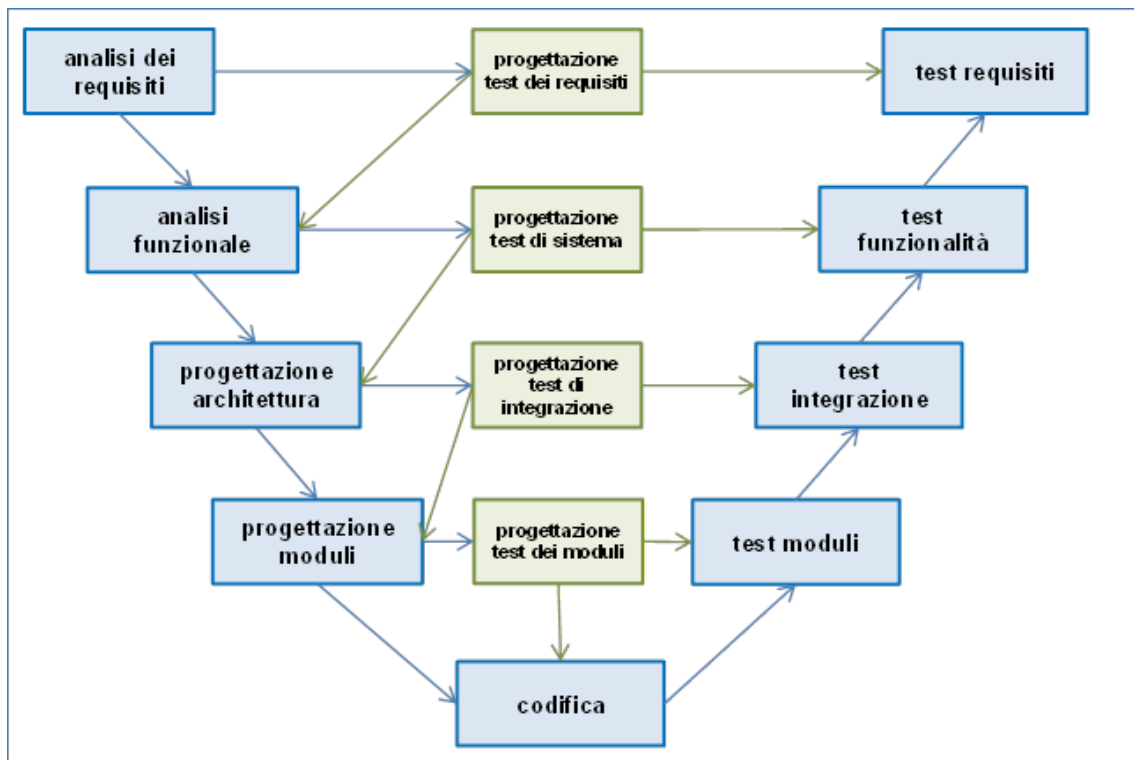 analisi dei
requisiti
progettazione
test dei requisiti
test requisiti
analisi
funzionale
progettazione
test di sistema
test
funzionalità
progettazione
architettura
progettazione
test di
integrazione
test
integrazione
progettazione
moduli
progettazione
test dei moduli
test moduli
codifica